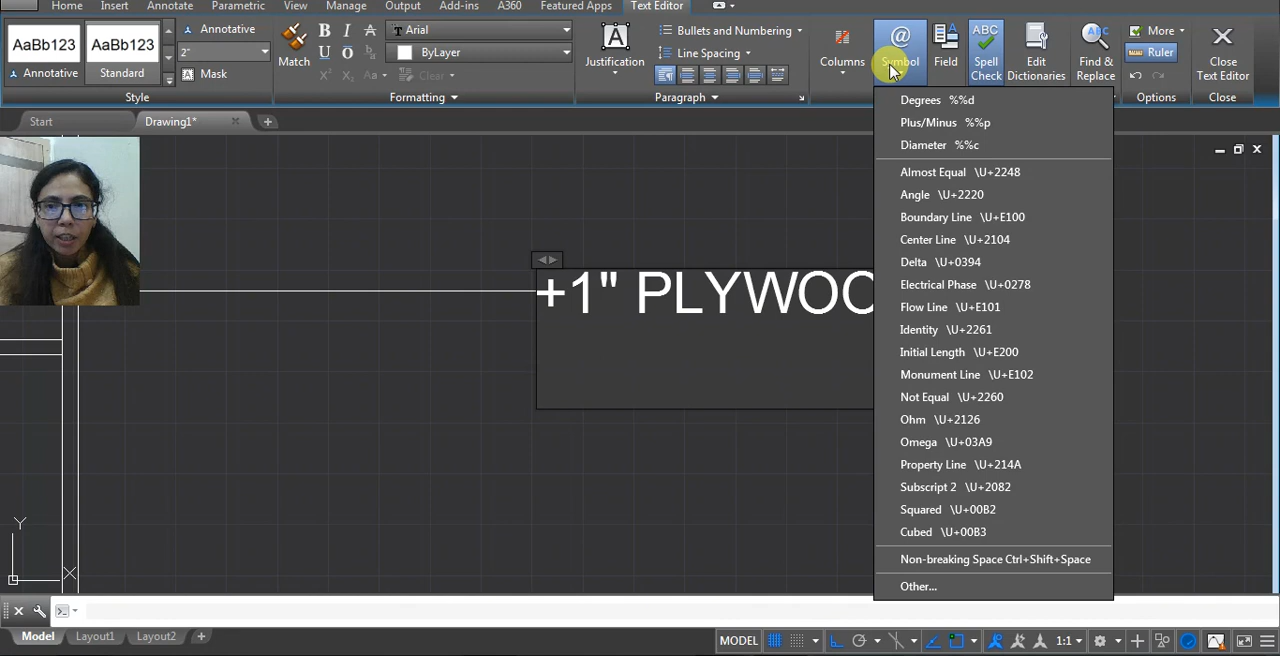 Home Insert Annotate Parametric View Manage Output Add-ins A360 Featured Apps Text Editor
AaBb123
Annotative
AaBb123
Standard
Annotative
2"
Mask
Style
Match
B I A
U O
Arial
ByLayer
Aa
Clear
Formatting
A
Justification
Bullets and Numbering
Line Spacing
Paragraph
Columns
@
Symbol
Field
ABC
Spell
Check
Edit
Dictionaries
ABC
Find &
Replace
More
Ruler
Options
Close
Text Editor
Close
Start
Drawing1*
Degrees %%d
Plus/Minus %%p
Diameter %%c
Almost Equal \U+2248
Angle \U+2220
Boundary Line \U+E100
Center Line \U+2104
Delta \U+0394
Electrical Phase \U+0278
Flow Line \U+E101
Identity \U+2261
Initial Length \U+E200
Monument Line \U+E102
Not Equal \U+2260
Ohm \U+2126
Omega \U+03A9
Property Line \U+214A
Subscript 2 \U+2082
Squared \U+00B2
Cubed \U+00B3
Non-breaking Space Ctrl+Shift+Space
Other...
+1" PLYWOO
Y
X
Model Layout1 Layout2 +
MODEL
1:1